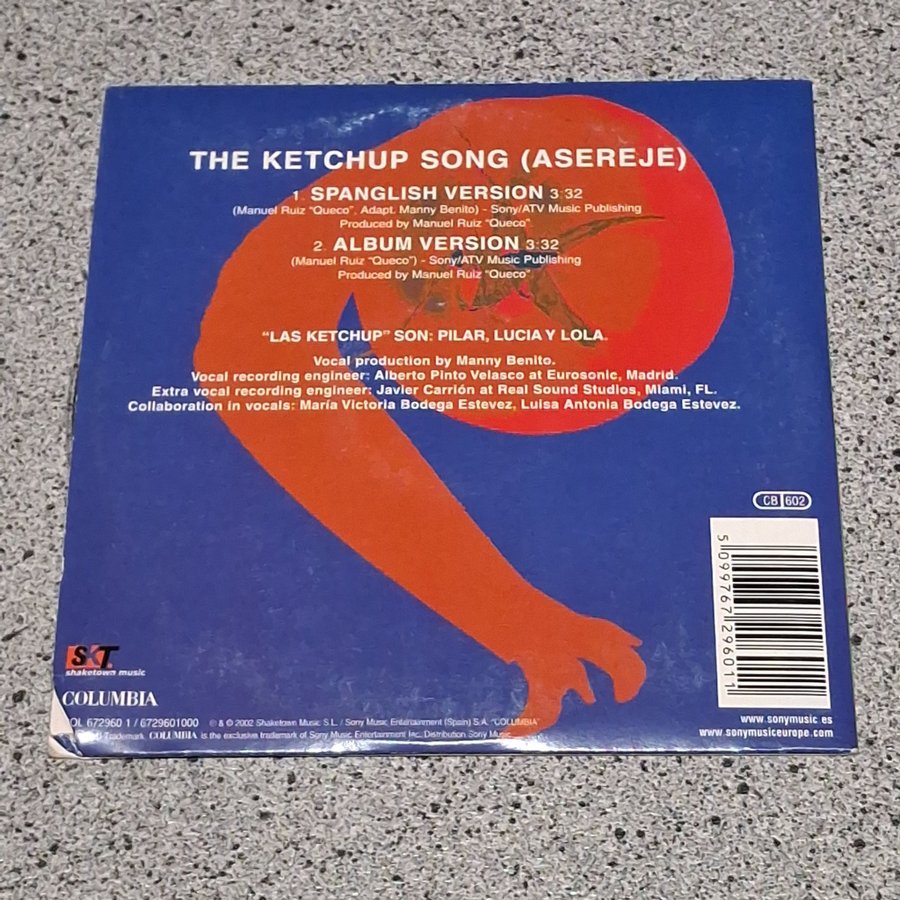 THE KETCHUP SONG (ASEREJE)
1. SPANGLISH VERSION 3:32
(Manuel Ruiz "Queco", Adapt. Manny Benito) - Sony/ATV Music Publishing
Produced by Manuel Ruiz "Queco"
2. ALBUM VERSION 3:32
(Manuel Ruiz "Queco") - Sony/ATV Music Publishing
Produced by Manuel Ruiz "Queco"
"LAS KETCHUP" SON: PILAR, LUCIA Y LOLA.
Vocal production by Manny Benito.
Vocal recording engineer: Alberto Pinto Velasco at Eurosonic, Madrid.
Extra vocal recording engineer: Javier Carrión at Real Sound Studios, Miami, FL.
Collaboration in vocals: María Victoria Bodega Estevez, Luisa Antonia Bodega Estevez.
CB 602
5 099767 296011
SKT
shaketown music
COLUMBIA
OL 672960 1 / 6729601000 ℗ & © 2002 Shaketown Music S.L. / Sony Music Entertainment (Spain) S.A. "COLUMBIA"
Trademark. COLUMBIA is the exclusive trademark of Sony Music Entertainment Inc. Distribution Sony Music
www.sonymusic.es
www.sonymusiceurope.com